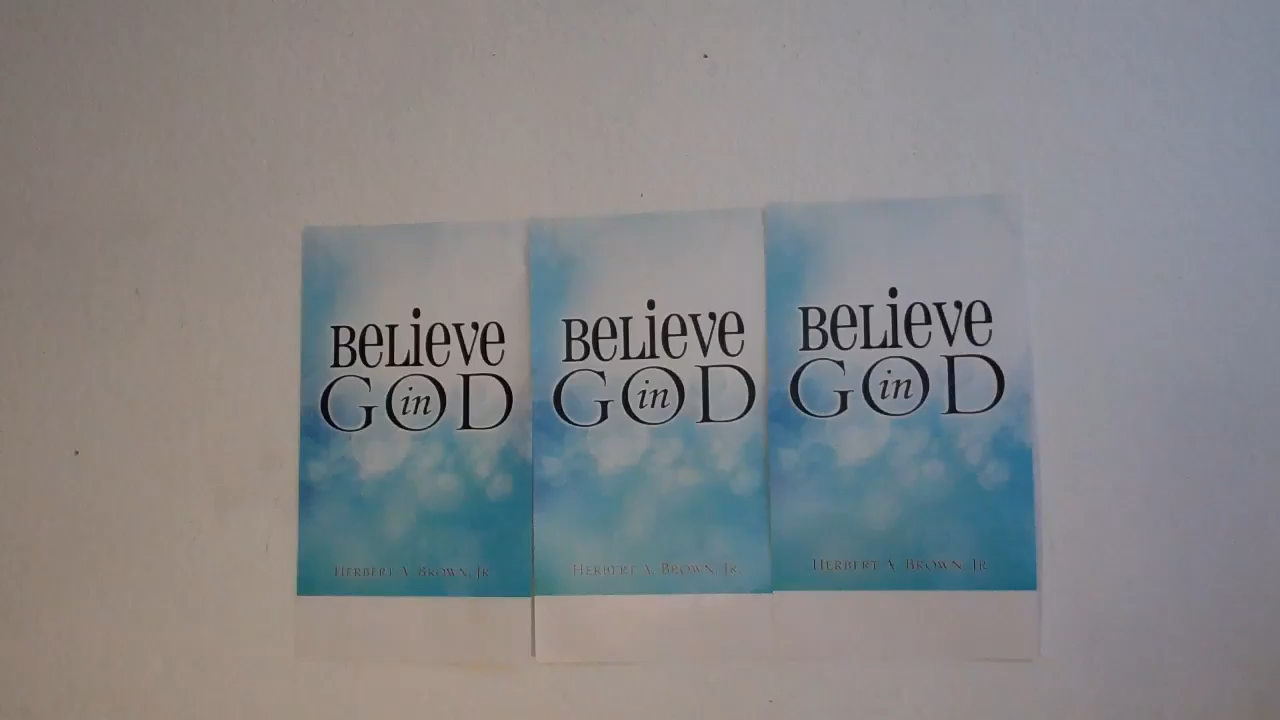 BeLieve
GOD
in
HERBERT A. BROWN, JR.
BeLieve
GOD
in
HERBERT A. BROWN, JR.
BeLieve
GOD
in
HERBERT A. BROWN, JR.